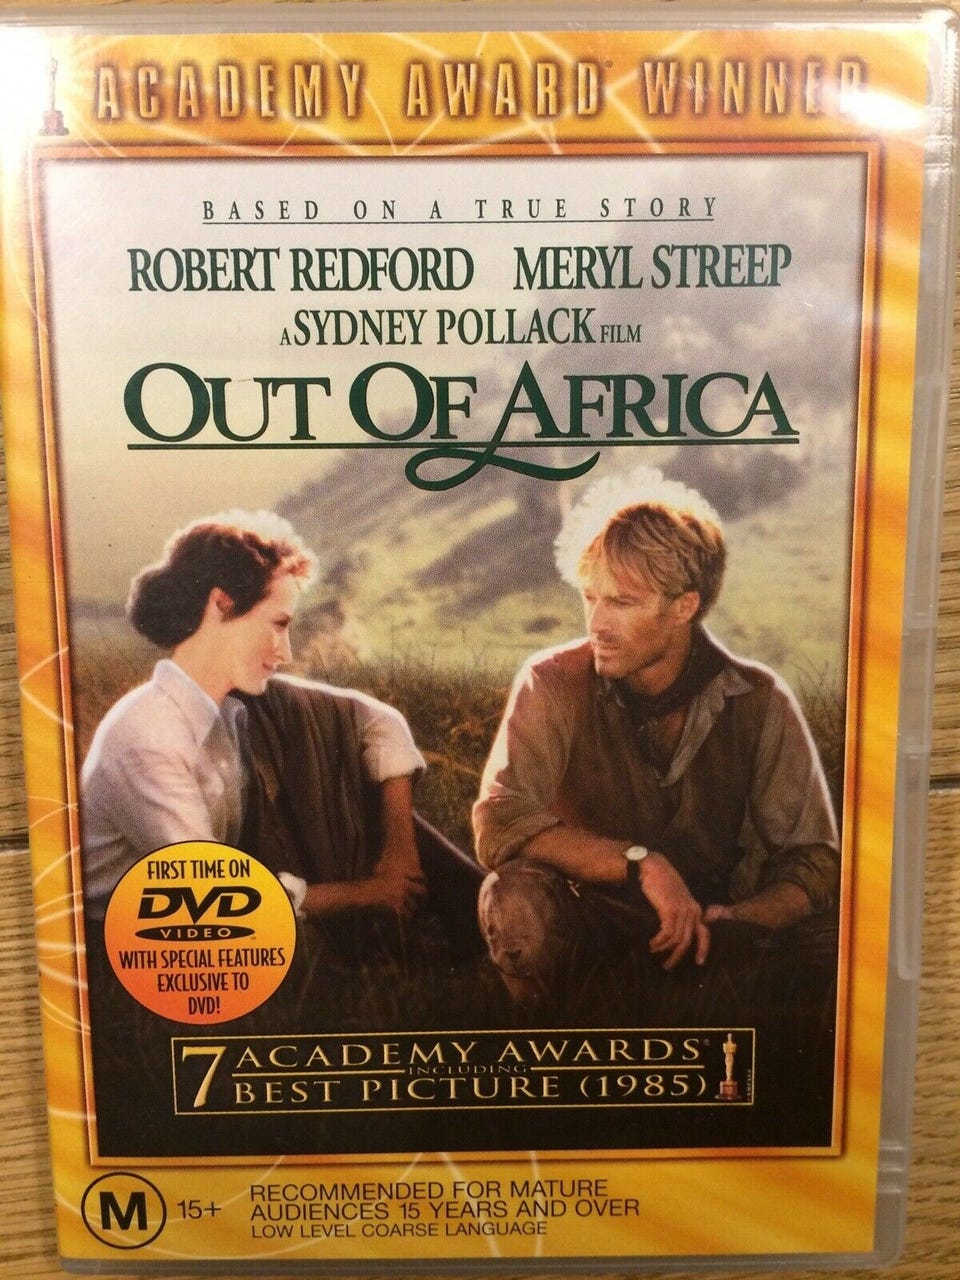 ACADEMY AWARD® WINNER
BASED ON A TRUE STORY
ROBERT REDFORD MERYL STREEP
A SYDNEY POLLACK FILM
OUT OF AFRICA
FIRST TIME ON
DVD
VIDEO
WITH SPECIAL FEATURES
EXCLUSIVE TO
DVD!
7 ACADEMY AWARDS®
INCLUDING
BEST PICTURE (1985)
M 15+
RECOMMENDED FOR MATURE
AUDIENCES 15 YEARS AND OVER
LOW LEVEL COARSE LANGUAGE